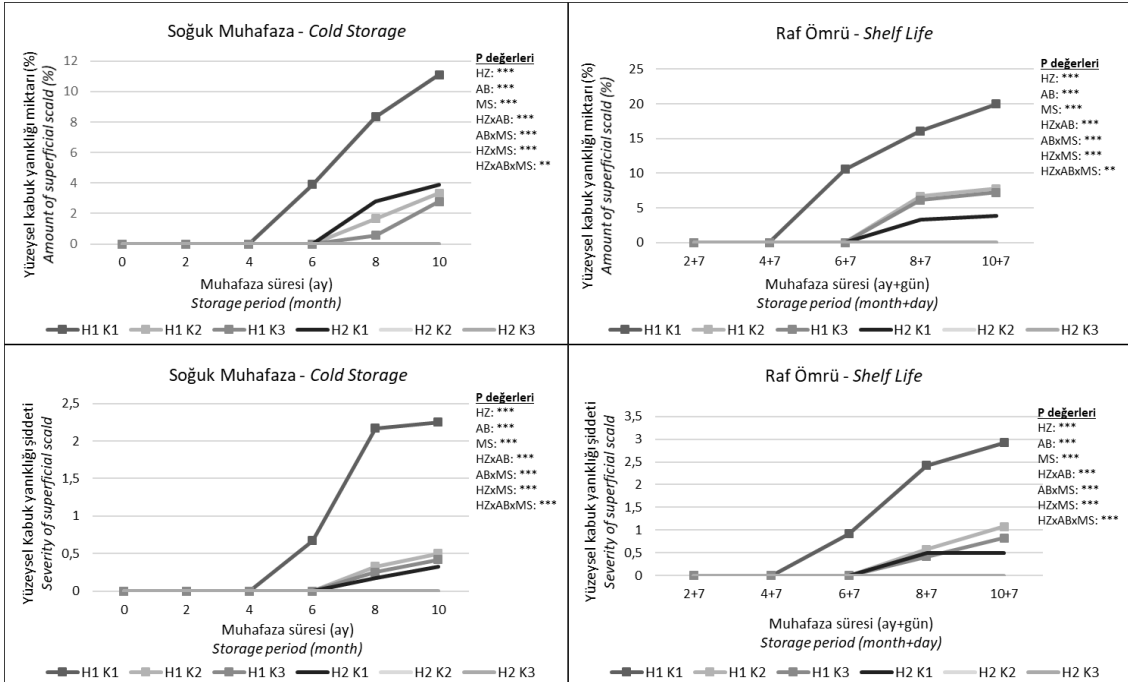 Soğuk Muhafaza - Cold Storage
Yüzeysel kabuk yanıklığı miktarı (%)
Amount of superficial scald (%)
12
10
8
6
4
2
0
0 2 4 6 8 10
Muhafaza süresi (ay)
Storage period (month)
P değerleri
HZ: ***
AB: ***
MS: ***
HZxAB: ***
ABxMS: ***
HZxMS: ***
HZxABxMS: **
H1 K1 H1 K2 H1 K3 H2 K1 H2 K2 H2 K3
Raf Ömrü - Shelf Life
Yüzeysel kabuk yanıklığı miktarı (%)
Amount of superficial scald (%)
25
20
15
10
5
0
2+7 4+7 6+7 8+7 10+7
Muhafaza süresi (ay+gün)
Storage period (month+day)
P değerleri
HZ: ***
AB: ***
MS: ***
HZxAB: ***
ABxMS: ***
HZxMS: ***
HZxABxMS: **
H1 K1 H1 K2 H1 K3 H2 K1 H2 K2 H2 K3
Soğuk Muhafaza - Cold Storage
Yüzeysel Kabuk yanıklığı şiddeti
Severity of superficial scald
2,5
2
1,5
1
0,5
0
0 2 4 6 8 10
Muhafaza süresi (ay)
Storage period (month)
P değerleri
HZ: ***
AB: ***
MS: ***
HZxAB: ***
ABxMS: ***
HZxMS: ***
HZxABxMS: ***
H1 K1 H1 K2 H1 K3 H2 K1 H2 K2 H2 K3
Raf Ömrü - Shelf Life
Yüzeysel kabuk yanıklığı şiddeti
Severity of superficial scald
3,5
3
2,5
2
1,5
1
0,5
0
2+7 4+7 6+7 8+7 10+7
Muhafaza süresi (ay+gün)
Storage period (month+day)
P değerleri
HZ: ***
AB: ***
MS: ***
HZxAB: ***
ABxMS: ***
HZxMS: ***
HZxABxMS: ***
H1 K1 H1 K2 H1 K3 H2 K1 H2 K2 H2 K3